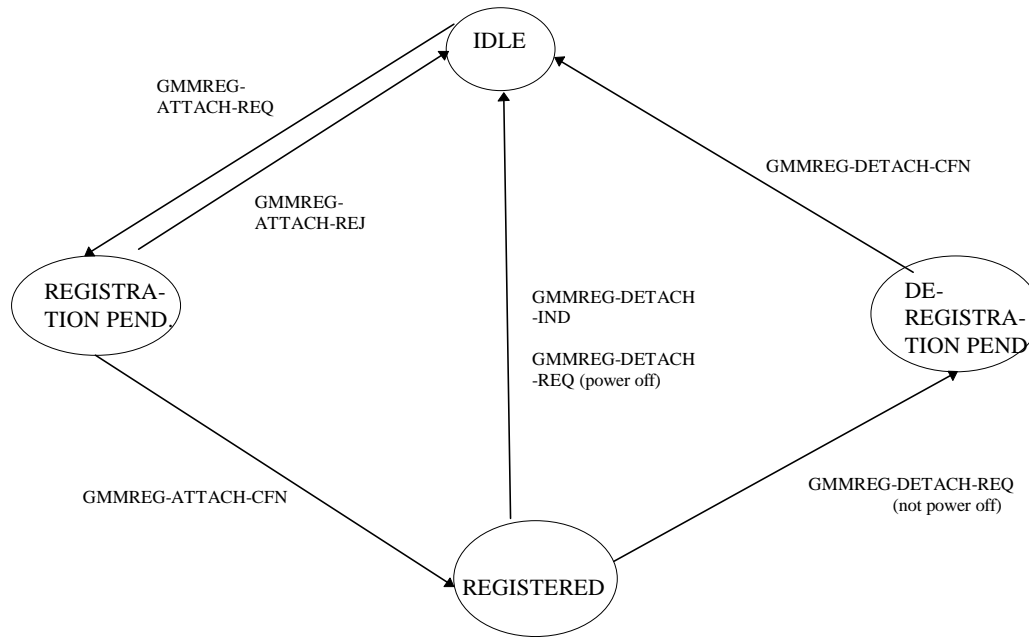 IDLE
GMMREG-
ATTACH-REQ
GMMREG-DETACH-CFN
GMMREG-
ATTACH-REJ
REGISTRA-
TION PEND.
GMMREG-DETACH
-IND
GMMREG-DETACH
-REQ (power off)
DE-
REGISTRA-
TION PEND
GMMREG-ATTACH-CFN
GMMREG-DETACH-REQ
(not power off)
REGISTERED